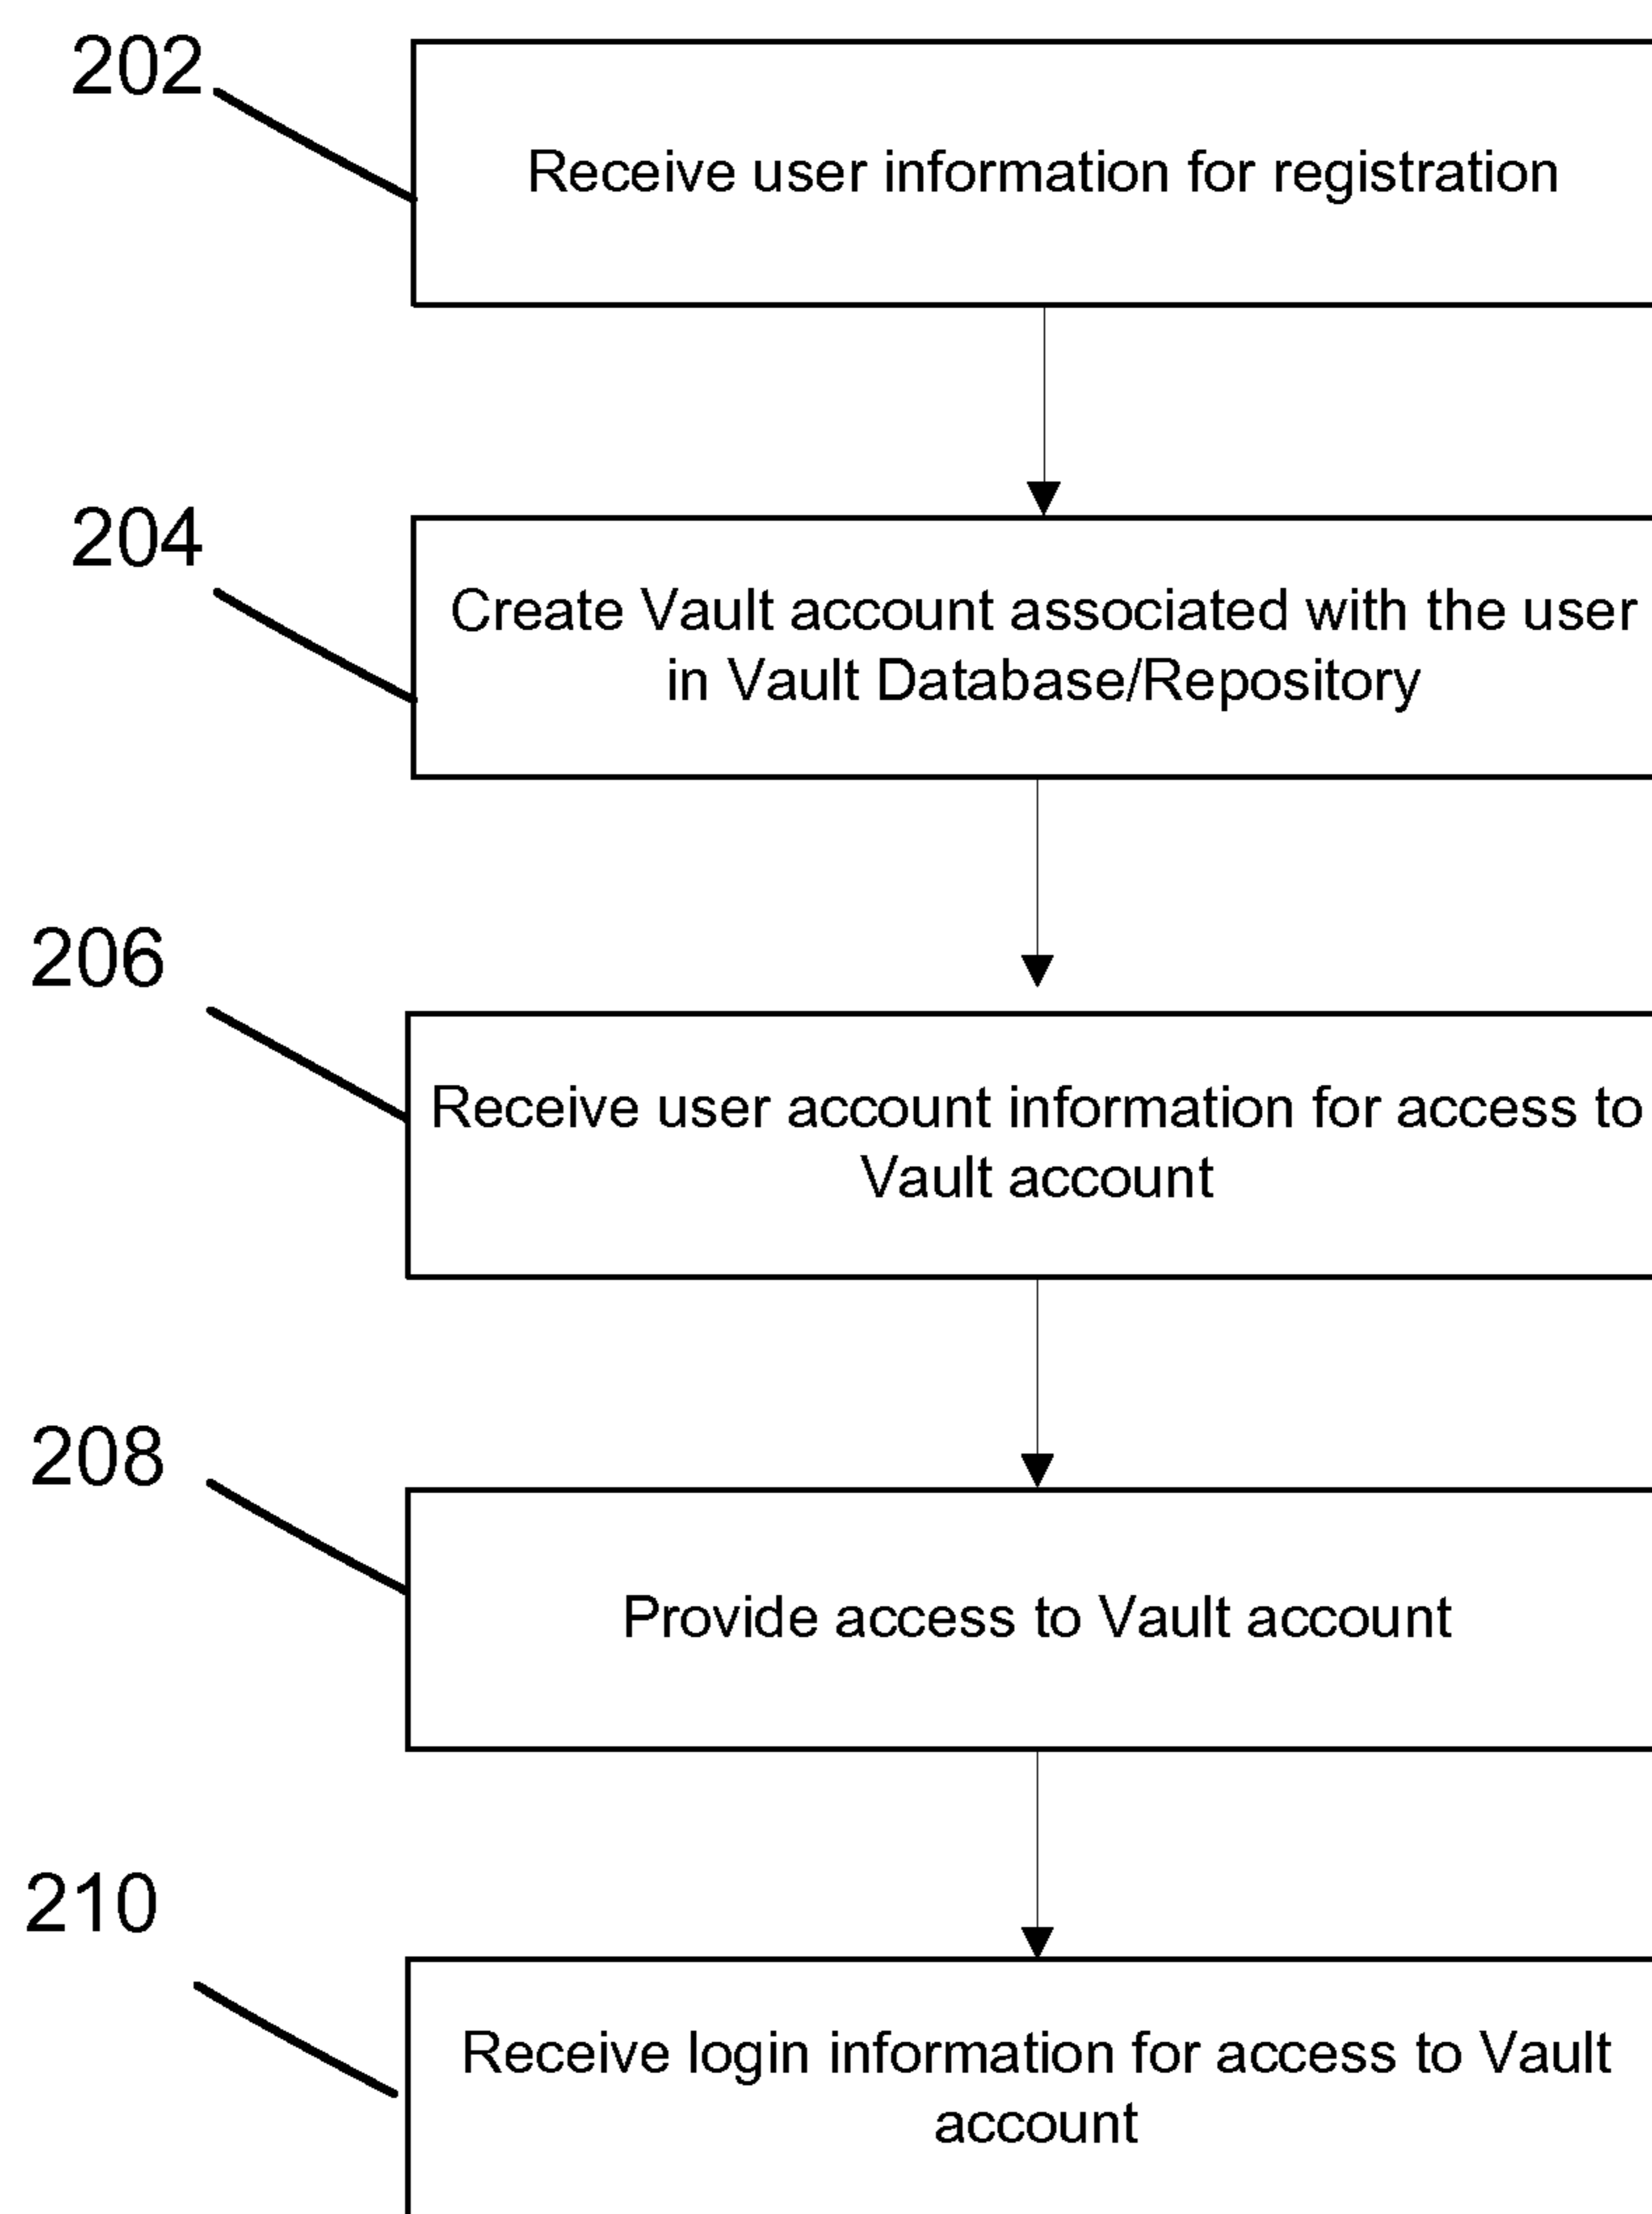 202
Receive user information for registration
204
Create Vault account associated with the user
in Vault Database/Repository
206
Receive user account information for access to
Vault account
208
Provide access to Vault account
210
Receive login information for access to Vault
account